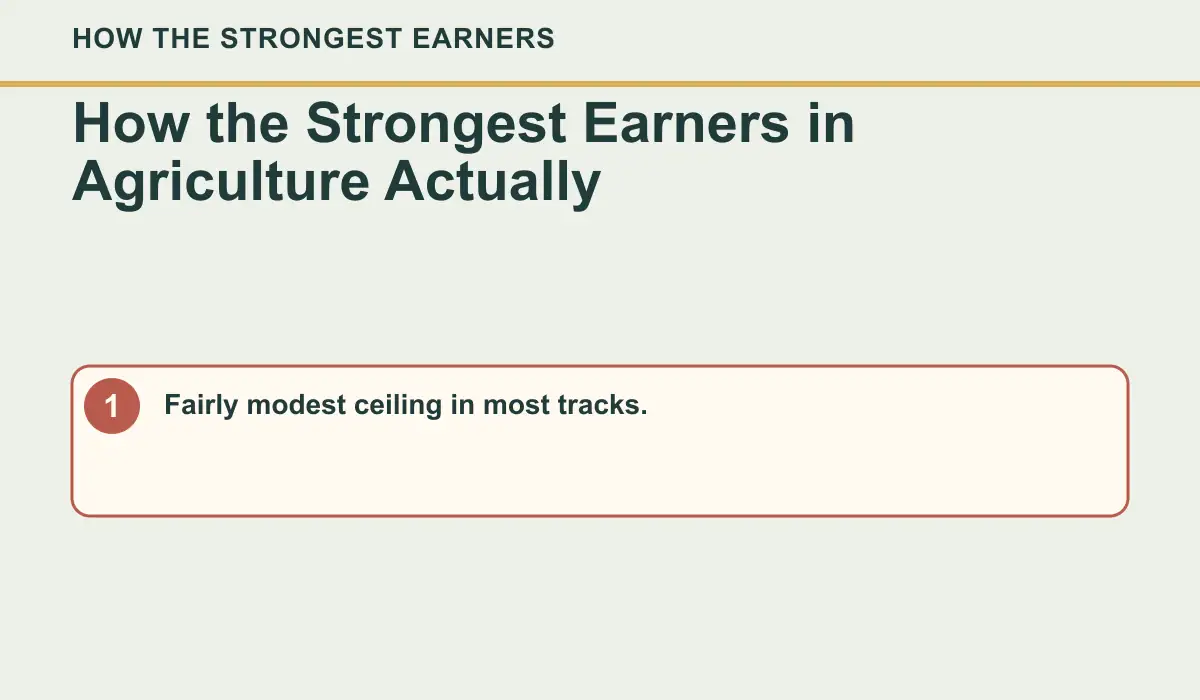 HOW THE STRONGEST EARNERS
How the Strongest Earners in
Agriculture Actually
1
Fairly modest ceiling in most tracks.